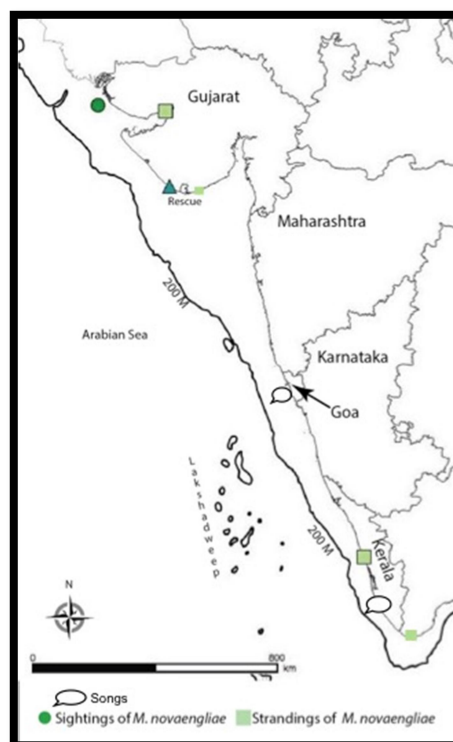 Gujarat
Rescue
Maharashtra
200 M
Arabian Sea
Karnataka
Goa
Lakshadweep
200 M
Kerala
N
0
800
km
Songs
Sightings of M. novaengliae
Strandings of M. novaengliae